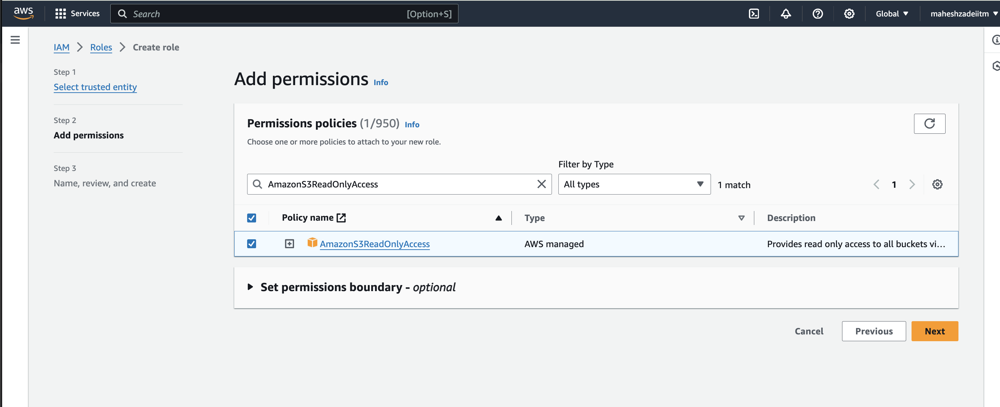 aws Services Search [Option+S] Global maheshzadeiitm
IAM Roles Create role
Step 1
Select trusted entity
Step 2
Add permissions
Step 3
Name, review, and create
Add permissions Info
Permissions policies (1/950) Info
Choose one or more policies to attach to your new role.
Filter by Type
AmazonS3ReadOnlyAccess All types 1 match 1
Policy name Type Description
AmazonS3ReadOnlyAccess AWS managed Provides read only access to all buckets vi...
Set permissions boundary - optional
Cancel Previous Next